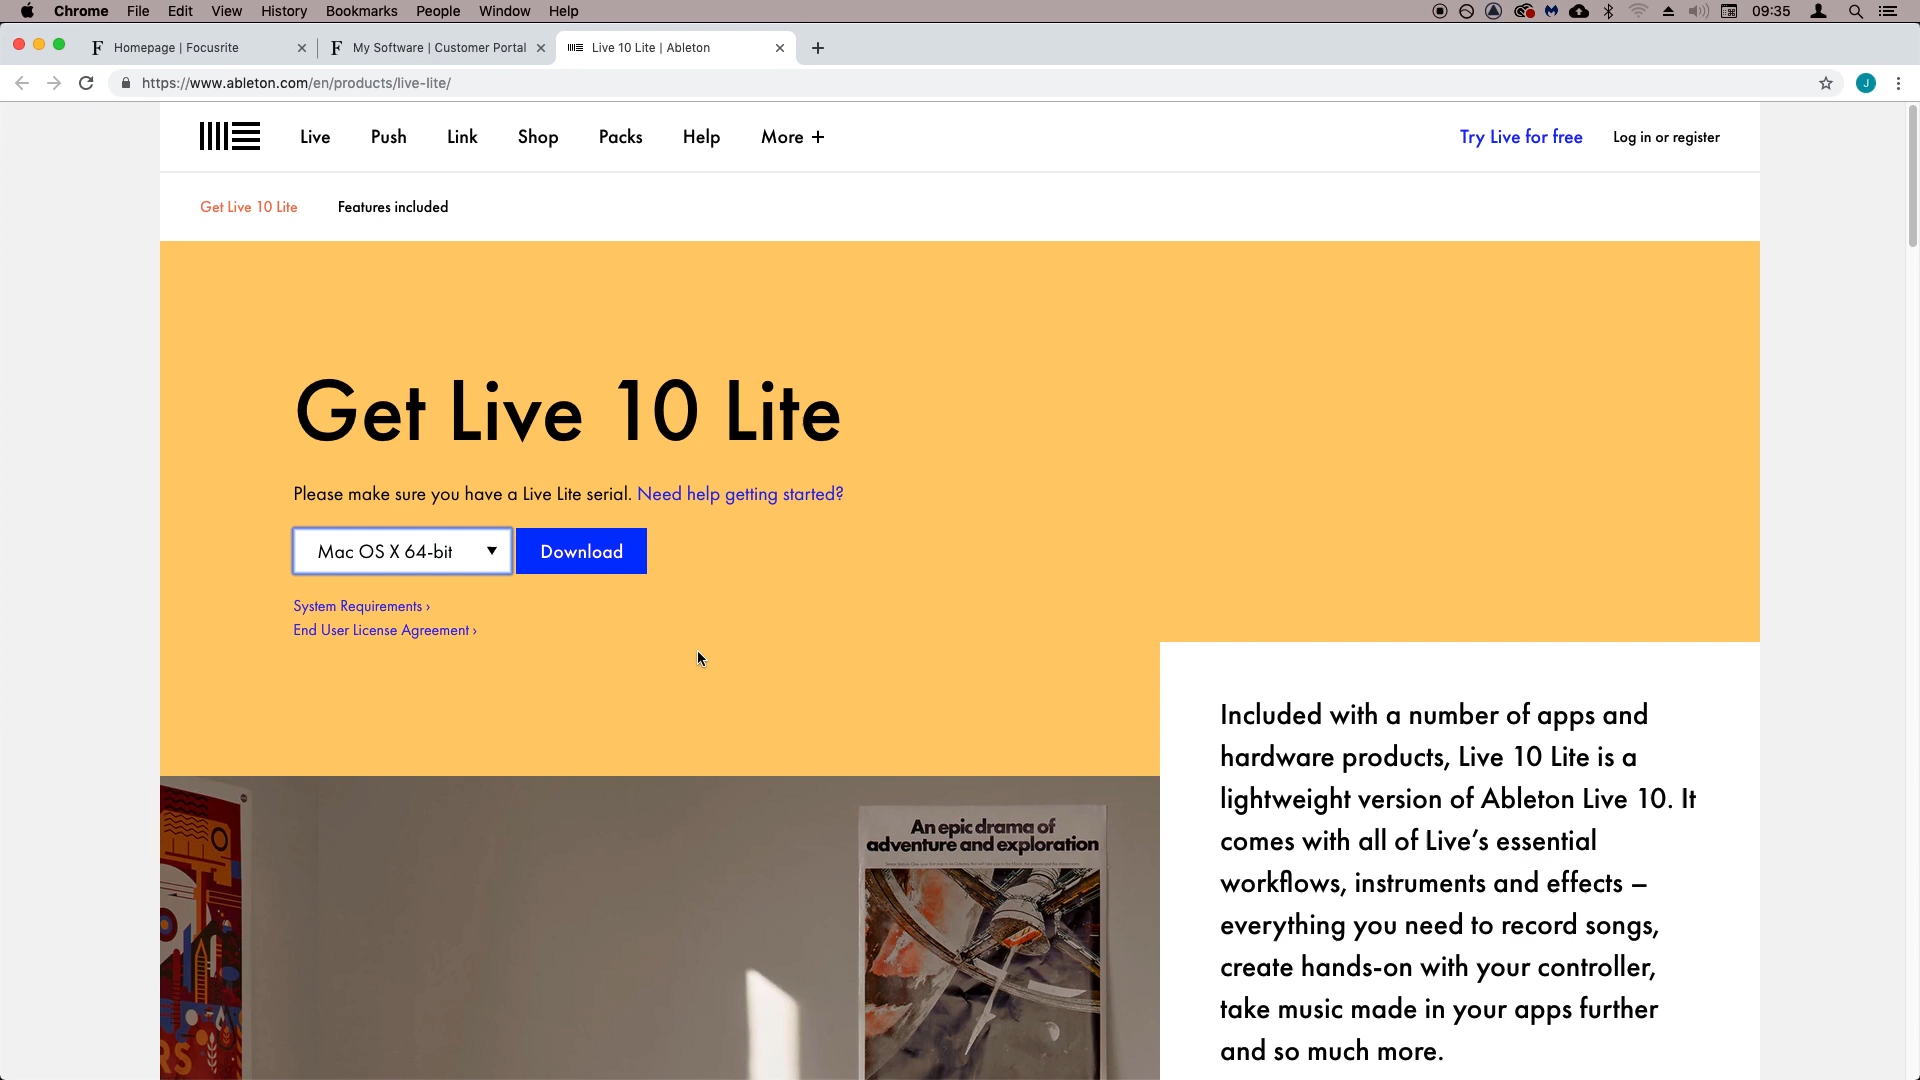 Chrome File Edit View History Bookmarks People Window Help 09:35
Homepage | Focusrite
My Software | Customer Portal
Live 10 Lite | Ableton
https://www.ableton.com/en/products/live-lite/
J
Live Push Link Shop Packs Help More +
Try Live for free
Log in or register
Get Live 10 Lite
Features included
Get Live 10 Lite
Please make sure you have a Live Lite serial. Need help getting started?
Mac OS X 64-bit
Download
System Requirements ›
End User License Agreement ›
Included with a number of apps and
hardware products, Live 10 Lite is a
lightweight version of Ableton Live 10. It
comes with all of Live’s essential
workflows, instruments and effects –
everything you need to record songs,
create hands-on with your controller,
take music made in your apps further
and so much more.
An epic drama of
adventure and exploration
RS